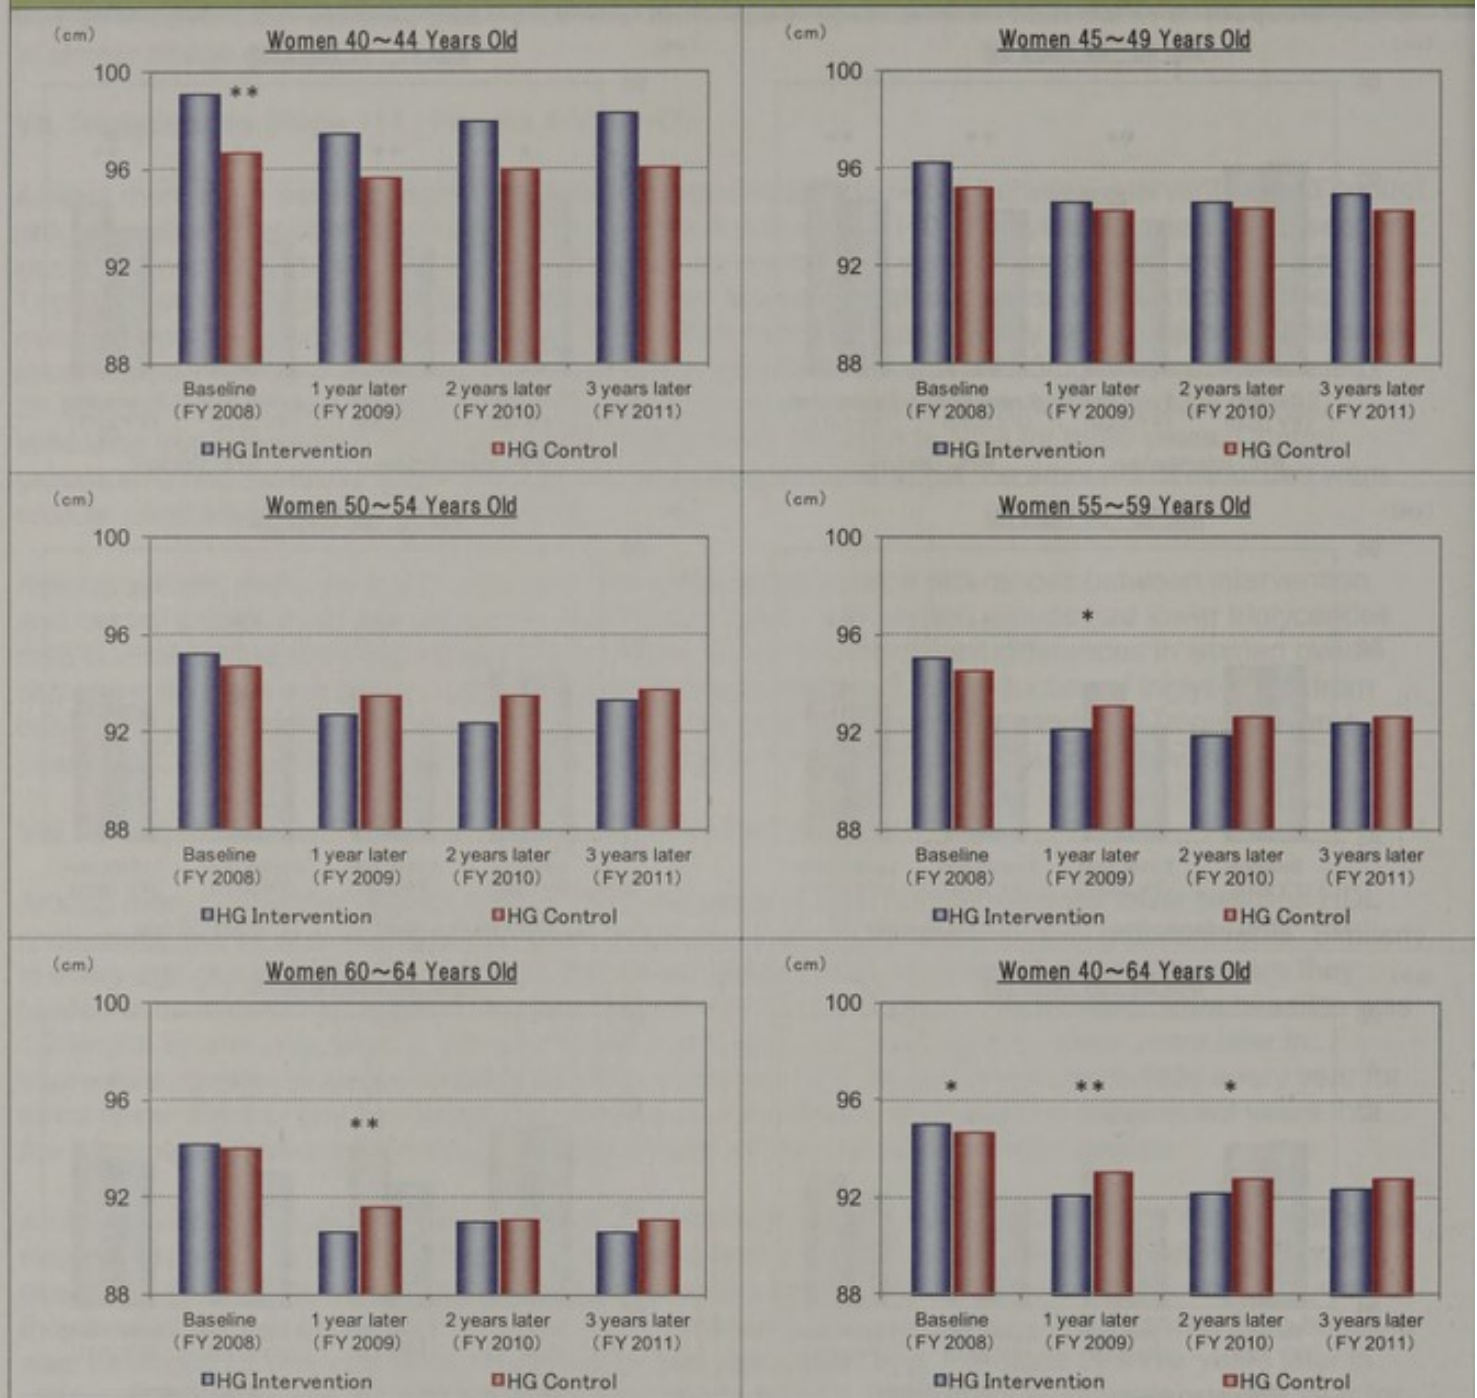 (cm)
Women 40～44 Years Old
100
**
96
92
88
Baseline 1 year later 2 years later 3 years later
(FY 2008) (FY 2009) (FY 2010) (FY 2011)
HG Intervention HG Control
(cm)
Women 45～49 Years Old
100
96
92
88
Baseline 1 year later 2 years later 3 years later
(FY 2008) (FY 2009) (FY 2010) (FY 2011)
HG Intervention HG Control
(cm)
Women 50～54 Years Old
100
96
92
88
Baseline 1 year later 2 years later 3 years later
(FY 2008) (FY 2009) (FY 2010) (FY 2011)
HG Intervention HG Control
(cm)
Women 55～59 Years Old
100
*
96
92
88
Baseline 1 year later 2 years later 3 years later
(FY 2008) (FY 2009) (FY 2010) (FY 2011)
HG Intervention HG Control
(cm)
Women 60～64 Years Old
100
96
**
92
88
Baseline 1 year later 2 years later 3 years later
(FY 2008) (FY 2009) (FY 2010) (FY 2011)
HG Intervention HG Control
(cm)
Women 40～64 Years Old
100
* ** *
96
92
88
Baseline 1 year later 2 years later 3 years later
(FY 2008) (FY 2009) (FY 2010) (FY 2011)
HG Intervention HG Control